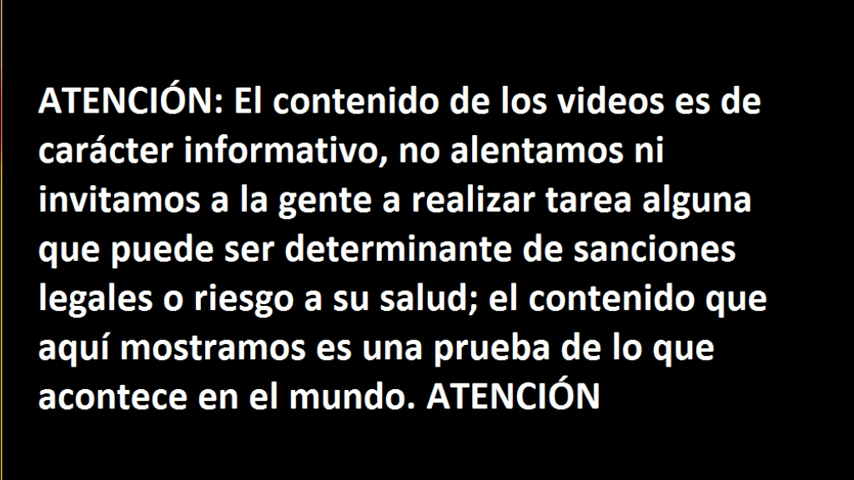 ATENCIÓN: El contenido de los videos es de
carácter informativo, no alentamos ni
invitamos a la gente a realizar tarea alguna
que puede ser determinante de sanciones
legales o riesgo a su salud; el contenido que
aquí mostramos es una prueba de lo que
acontece en el mundo. ATENCIÓN